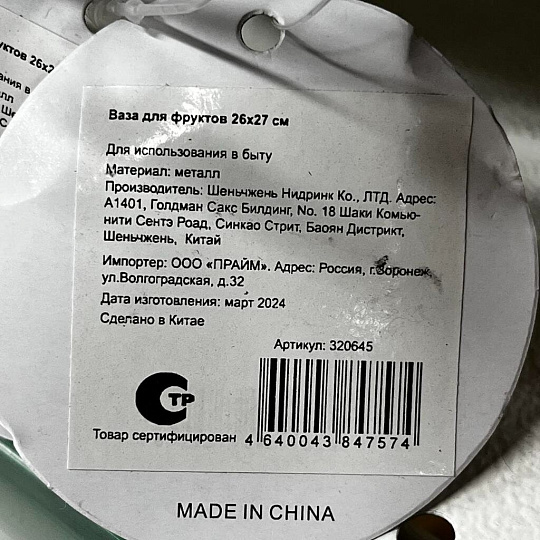 Ваза для фруктов 26x27 см
Для использования в быту
Материал: металл
Производитель: Шеньчжень Нидринк Ко., ЛТД. Адрес:
А1401, Голдман Сакс Билдинг, No. 18 Шаки Комью-
нити Сентэ Роад, Синкао Стрит, Баоян Дистрикт,
Шеньчжень, Китай
Импортер: ООО «ПРАЙМ». Адрес: Россия, г.Воронеж,
ул.Волгоградская, д.32
Дата изготовления: март 2024
Сделано в Китае
Артикул: 320645
СТР
Товар сертифицирован
4 640043 847574
MADE IN CHINA